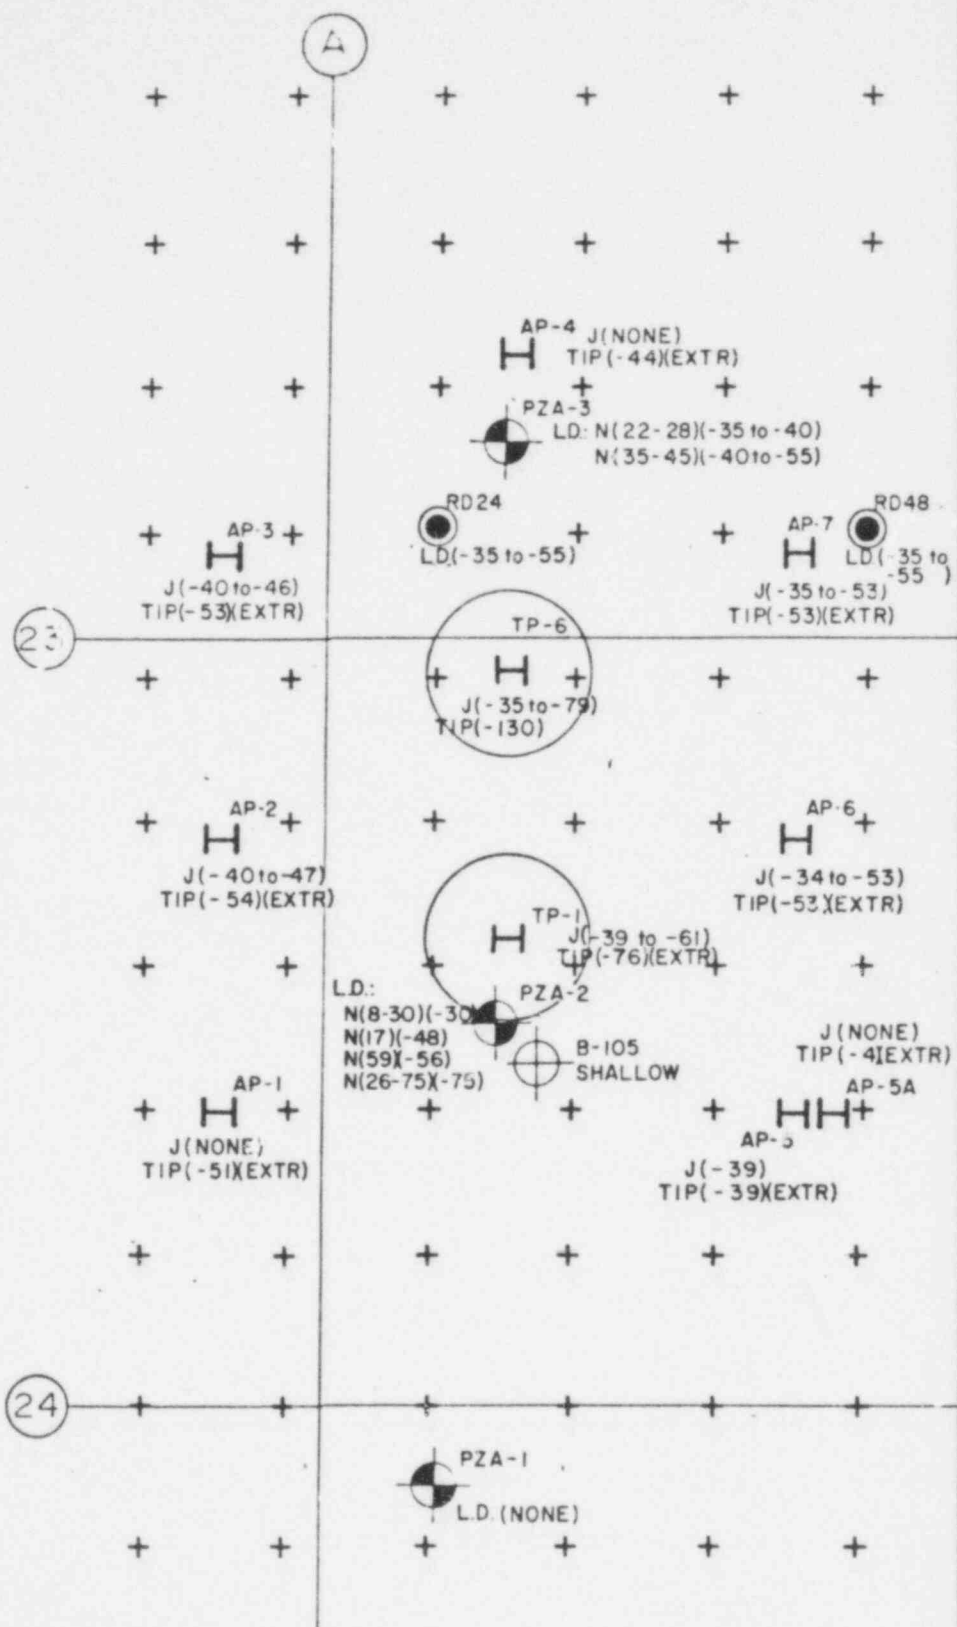 A
AP-4
J(NONE)
TIP(-44)(EXTR)
PZA-3
L.D.: N(22-28)(-35 to -40)
N(35-45)(-40 to -55)
RD24
L.D.(-35 to -55)
RD48
L.D.(-35 to
-55 )
AP-3
J(-40 to -46)
TIP(-53)(EXTR)
AP-7
J(-35 to -53)
TIP(-53)(EXTR)
23
TP-6
J(-35 to -79)
TIP(-130)
AP-2
J(-40 to -47)
TIP(-54)(EXTR)
AP-6
J(-34 to -53)
TIP(-53)(EXTR)
TP-1
J(-39 to -61)
TIP(-76)(EXTR)
L.D.:
N(8-30)(-30)
N(17)(-48)
N(59)(-56)
N(26-75)(-75)
PZA-2
B-105
SHALLOW
J(NONE)
TIP(-41)(EXTR)
AP-5A
AP-1
J(NONE)
TIP(-51)(EXTR)
AP-5
J(-39)
TIP(-39)(EXTR)
24
PZA-1
L.D. (NONE)